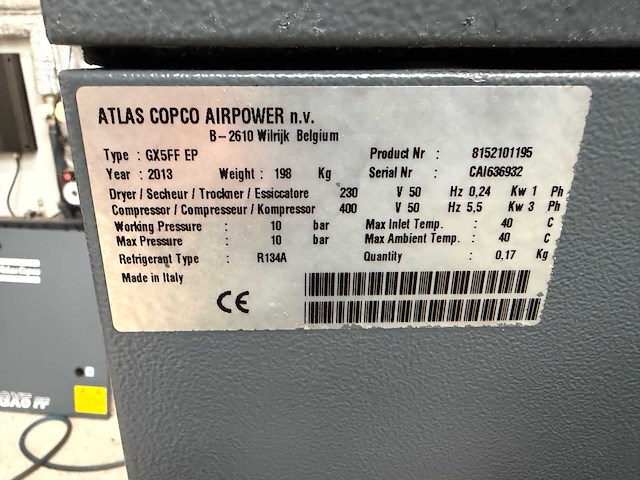 ATLAS COPCO AIRPOWER n.v.
B-2610 Wilrijk Belgium
Type : GX5FF EP Product Nr : 8152101195
Year : 2013 Weight : 198 Kg Serial Nr : CAI636932
Dryer / Secheur / Trockner / Essiccatore 230 V 50 Hz 0,24 Kw 1 Ph
Compressor / Compresseur / Kompressor 400 V 50 Hz 5,5 Kw 3 Ph
Working Pressure : 10 bar Max Inlet Temp. : 40 C
Max Pressure : 10 bar Max Ambient Temp. : 40 C
Refrigerant Type : R134A Quantity : 0,17 Kg
Made in Italy
CE
GX5 FF